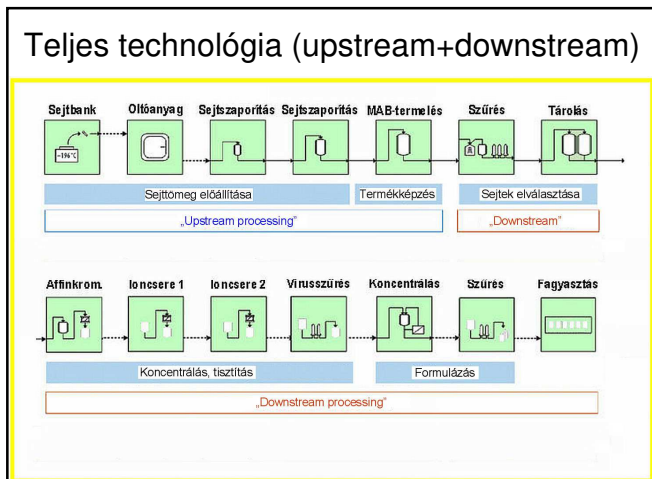 Teljes technológia (upstream+downstream)
Sejtbank Oltóanyag Sejtszaporítás Sejtszaporítás MAB-termelés Szűrés Tárolás
-196°C
Sejttömeg előállítása Termékképzés Sejtek elválasztása
„Upstream processing” „Downstream”
Affinkrom. Ioncsere 1 Ioncsere 2 Virusszűrés Koncentrálás Szűrés Fagyasztás
Koncentrálás, tisztítás Formulázás
„Downstream processing”